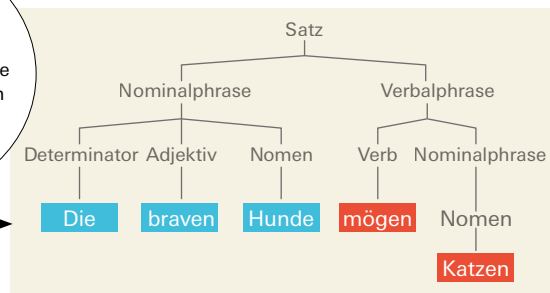 e
n
Satz
Nominalphrase Verbalphrase
Determinator Adjektiv Nomen Verb Nominalphrase
Die braven Hunde mögen Nomen
Katzen